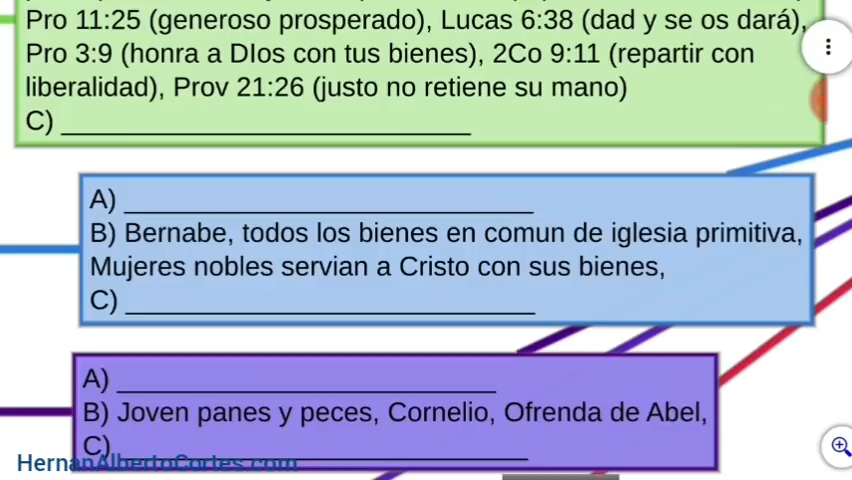 Pro 11:25 (generoso prosperado), Lucas 6:38 (dad y se os dará),
Pro 3:9 (honra a DIos con tus bienes), 2Co 9:11 (repartir con
liberalidad), Prov 21:26 (justo no retiene su mano)
C) ___________________________
A) ___________________________
B) Bernabe, todos los bienes en comun de iglesia primitiva,
Mujeres nobles servian a Cristo con sus bienes,
C) ___________________________
A) _________________________
B) Joven panes y peces, Cornelio, Ofrenda de Abel,
C) ___________________________
HernanAlbertoCortes.com